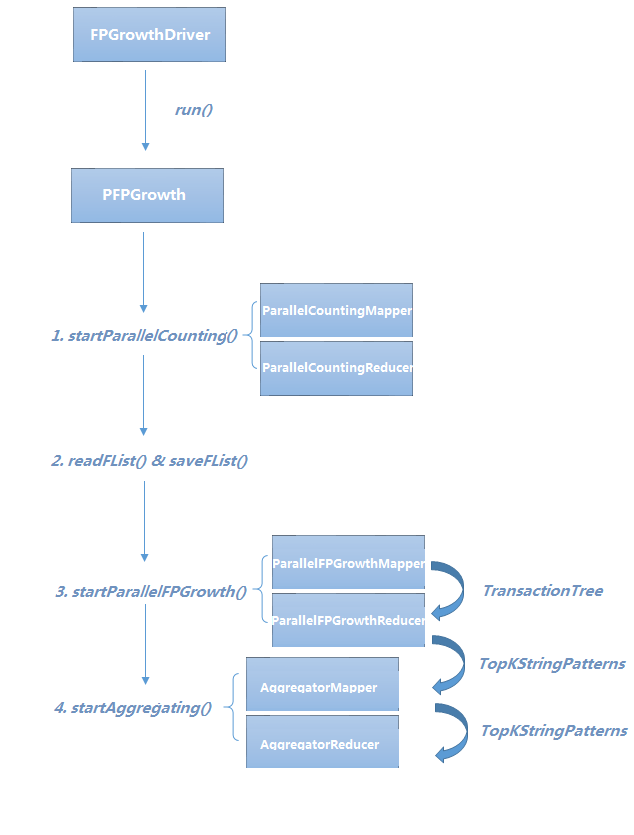 FPGrowthDriver
run()
PFPGrowth
ParallelCountingMapper
1. startParallelCounting()
ParallelCountingReducer
2. readFList() & saveFList()
ParallelFPGrowthMapper
3. startParallelFPGrowth()
TransactionTree
ParallelFPGrowthReducer
TopKStringPatterns
AggregatorMapper
4. startAggregating()
TopKStringPatterns
AggregatorReducer